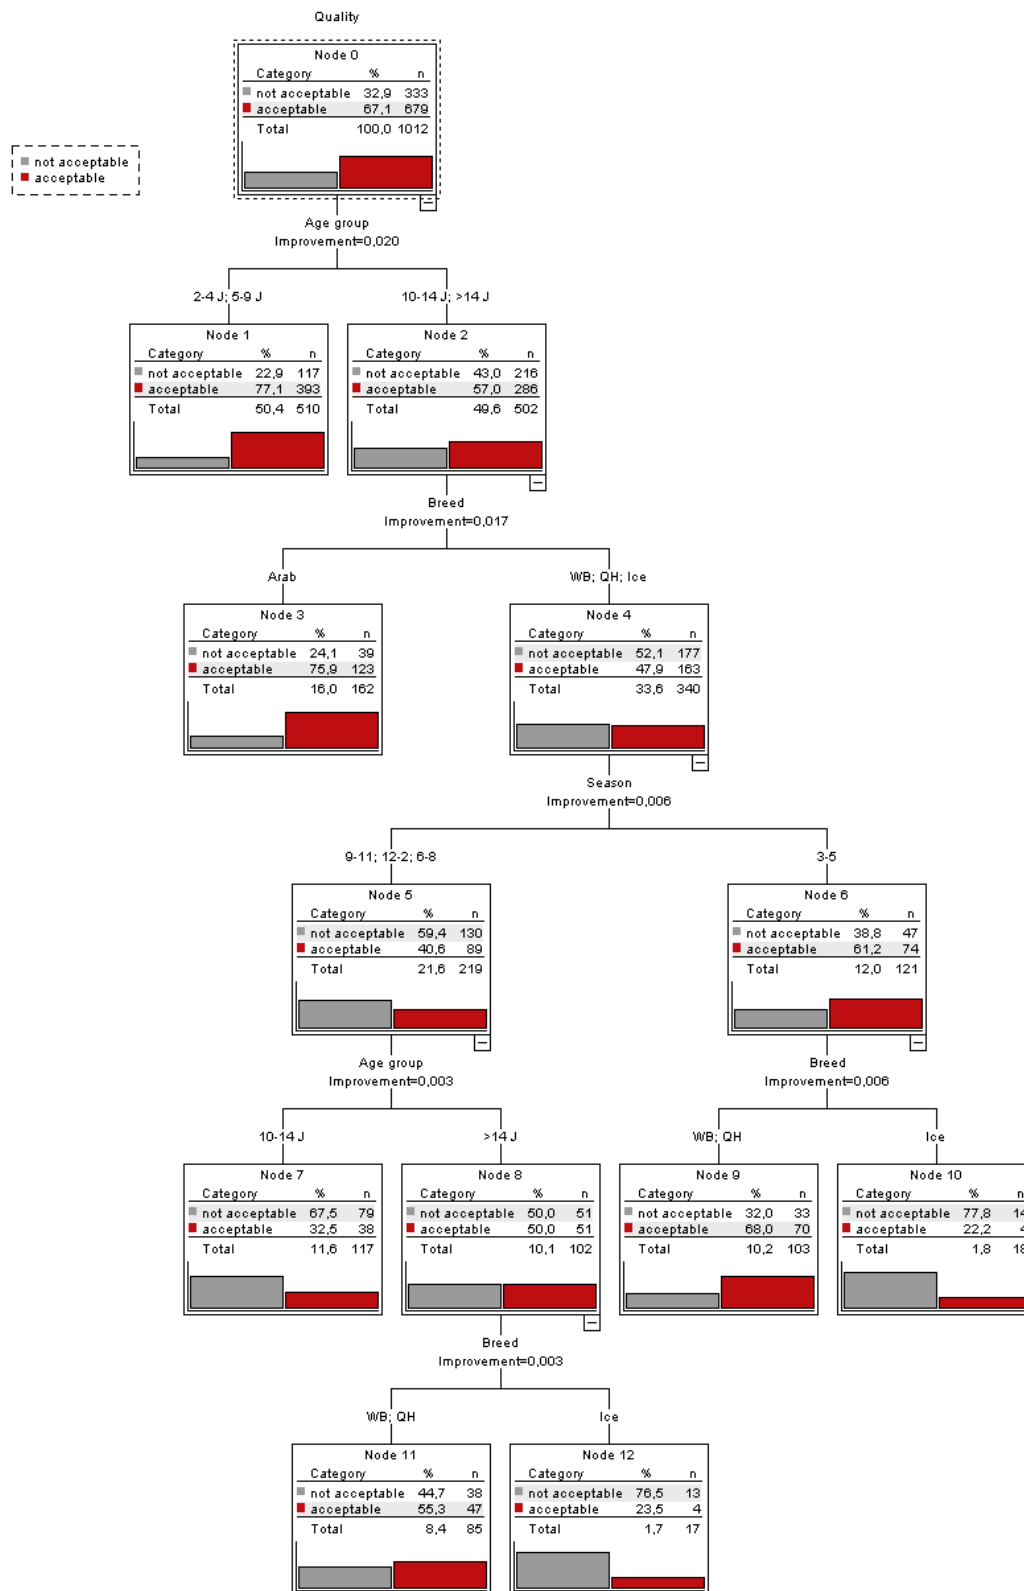 Quality
Node 0
Category % n
not acceptable 32,9 333
acceptable 67,1 679
Total 100,0 1012
not acceptable
acceptable
Age group
Improvement=0,020
2-4 J; 5-9 J
10-14 J; >14 J
Node 1
Category % n
not acceptable 22,9 117
acceptable 77,1 393
Total 50,4 510
Node 2
Category % n
not acceptable 43,0 216
acceptable 57,0 286
Total 49,6 502
Breed
Improvement=0,017
Arab
WB; QH; Ice
Node 3
Category % n
not acceptable 24,1 39
acceptable 75,9 123
Total 16,0 162
Node 4
Category % n
not acceptable 52,1 177
acceptable 47,9 163
Total 33,6 340
Season
Improvement=0,006
9-11; 12-2; 6-8
3-5
Node 5
Category % n
not acceptable 59,4 130
acceptable 40,6 89
Total 21,6 219
Node 6
Category % n
not acceptable 38,8 47
acceptable 61,2 74
Total 12,0 121
Age group
Improvement=0,003
Breed
Improvement=0,006
10-14 J
>14 J
WB; QH
Ice
Node 7
Category % n
not acceptable 67,5 79
acceptable 32,5 38
Total 11,6 117
Node 8
Category % n
not acceptable 50,0 51
acceptable 50,0 51
Total 10,1 102
Node 9
Category % n
not acceptable 32,0 33
acceptable 68,0 70
Total 10,2 103
Node 10
Category % n
not acceptable 77,8 14
acceptable 22,2 4
Total 1,8 18
Breed
Improvement=0,003
WB; QH
Ice
Node 11
Category % n
not acceptable 44,7 38
acceptable 55,3 47
Total 8,4 85
Node 12
Category % n
not acceptable 76,5 13
acceptable 23,5 4
Total 1,7 17